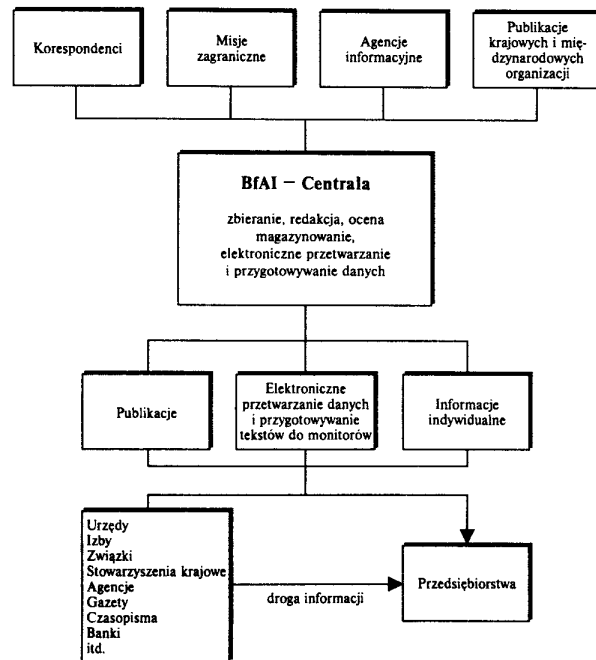 Korespondenci
Misje
zagraniczne
Agencje
informacyjne
Publikacje
krajowych i mię-
dzynarodowych
organizacji
BfAI — Centrala
zbieranie, redakcja, ocena
magazynowanie,
elektroniczne przetwarzanie
i przygotowywanie danych
Publikacje
Elektroniczne
przetwarzanie danych
i przygotowywanie
tekstów do monitorów
Informacje
indywidualne
Urzędy
Izby
Związki
Stowarzyszenia krajowe
Agencje
Gazety
Czasopisma
Banki
itd.
droga informacji
Przedsiębiorstwa